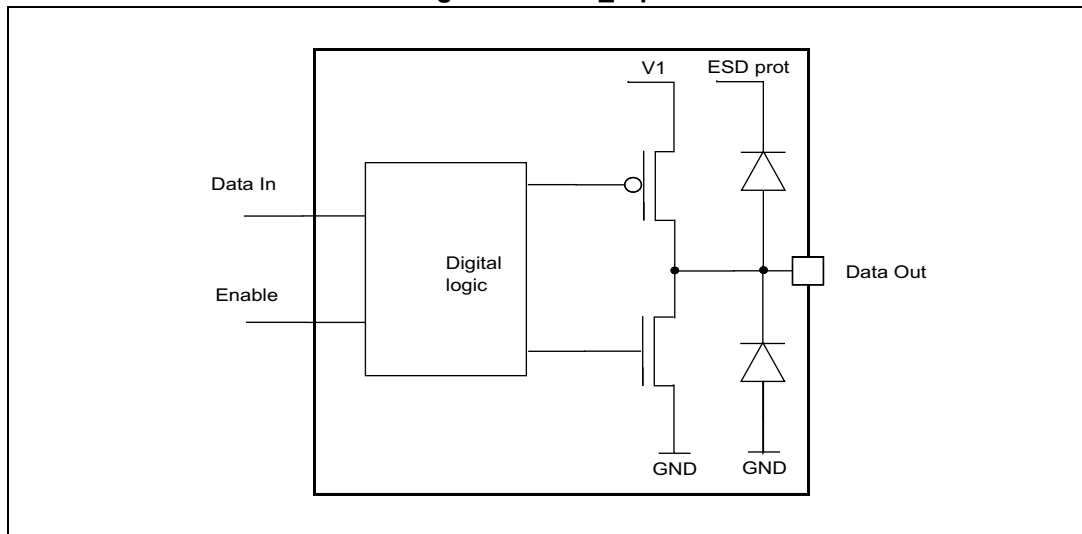 V1
ESD prot
Data In
Digital
logic
Data Out
Enable
GND
GND